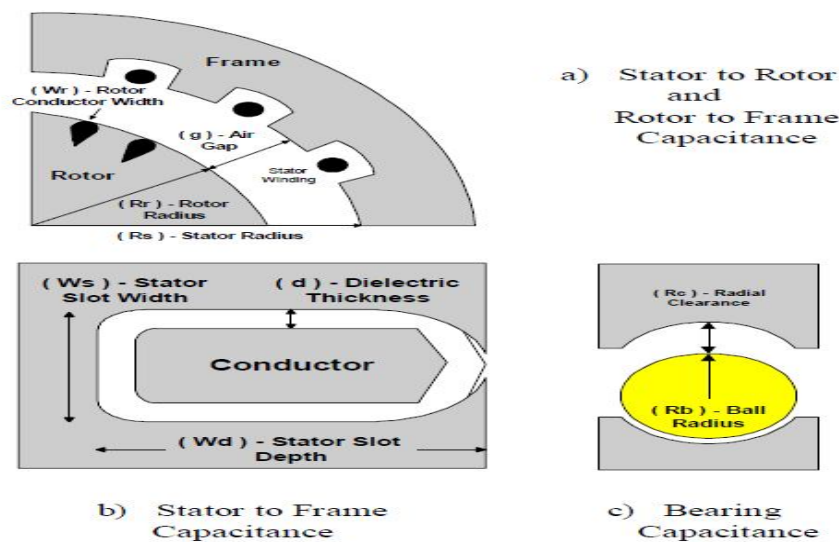 Frame
( Wr ) - Rotor
Conductor Width
( g ) - Air
Gap
Stator
Winding
Rotor
( Rr ) - Rotor
Radius
( Rs ) - Stator Radius
a) Stator to Rotor
and
Rotor to Frame
Capacitance
( Ws ) - Stator
Slot Width
( d ) - Dielectric
Thickness
Conductor
( Wd ) - Stator Slot
Depth
b) Stator to Frame
Capacitance
( Rc ) - Radial
Clearance
( Rb ) - Ball
Radius
c) Bearing
Capacitance